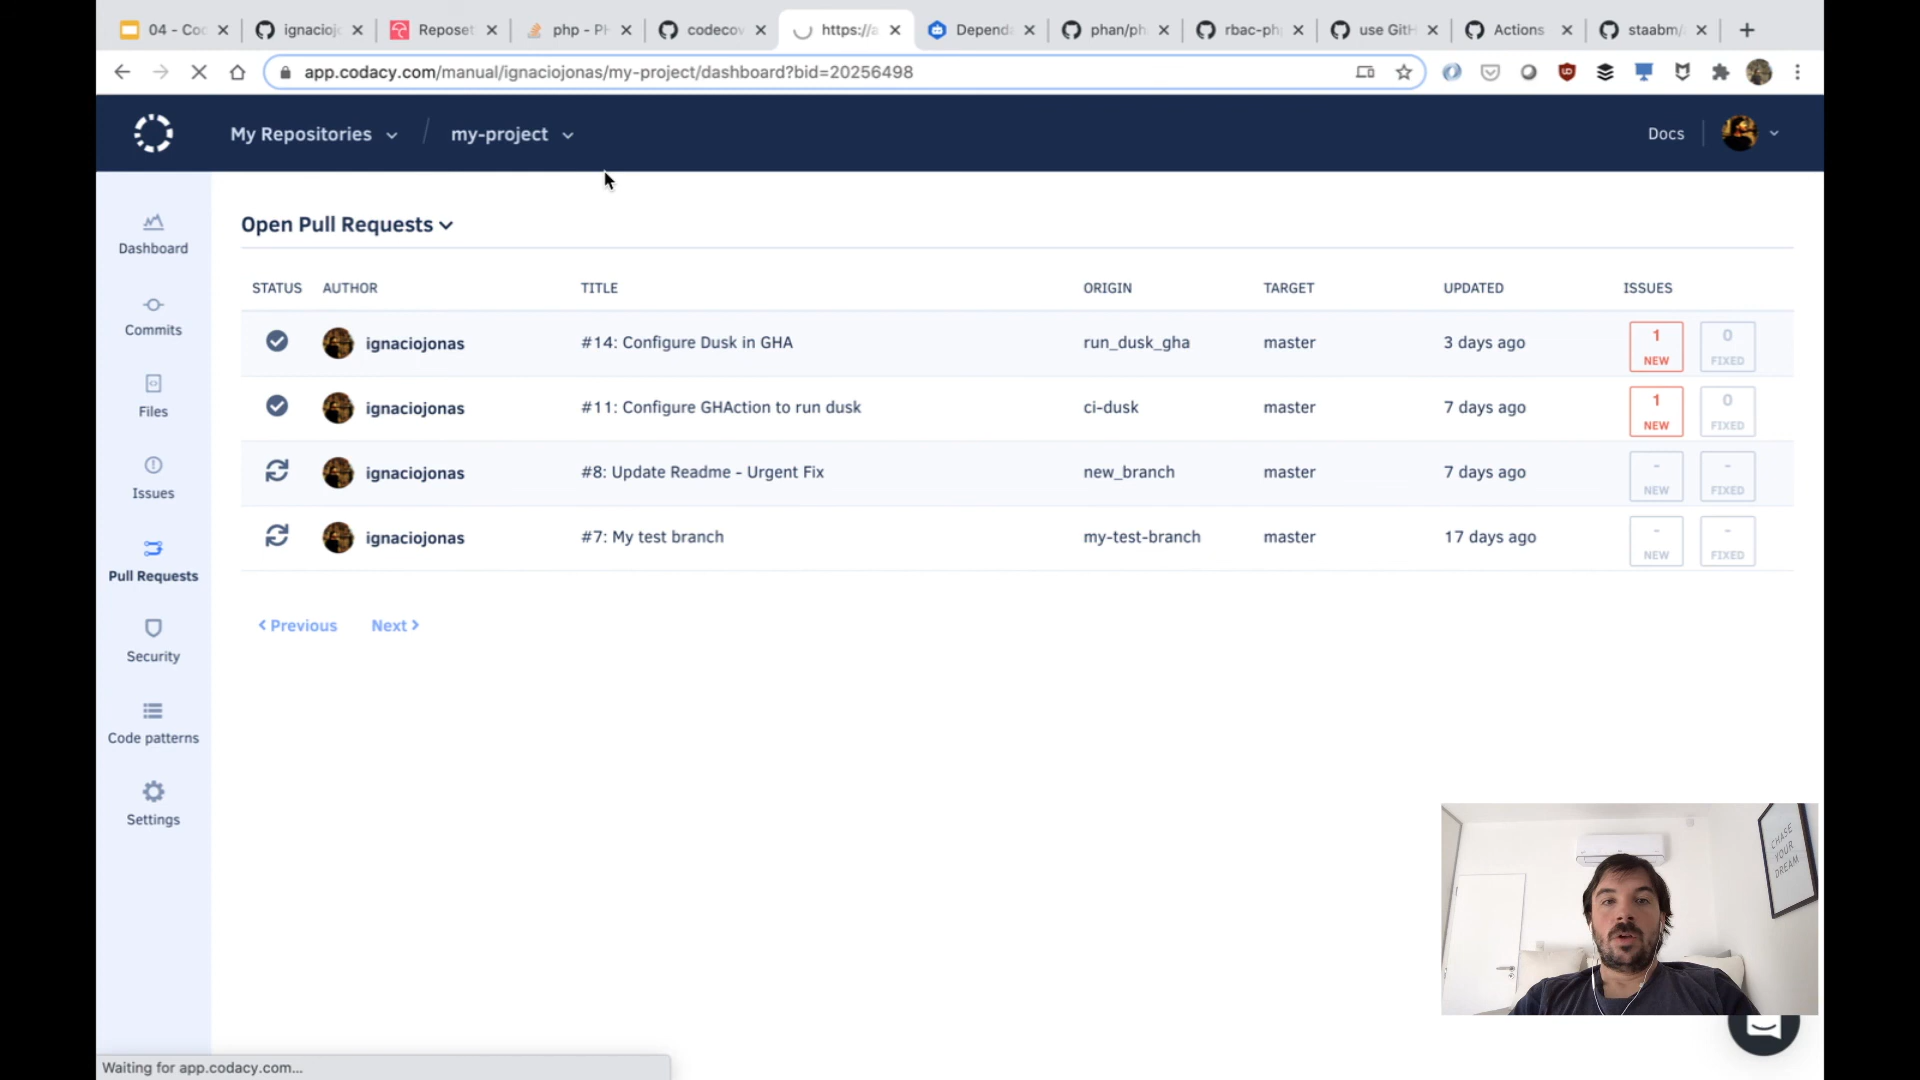 04 - Coc
ignaciojo
Reposet
php - PH
codecov
https://a
Depend
phan/ph
rbac-ph
use GitH
Actions
staabm/
app.codacy.com/manual/ignaciojonas/my-project/dashboard?bid=20256498
My Repositories / my-project
Docs
Dashboard
Commits
Files
Issues
Pull Requests
Security
Code patterns
Settings
Open Pull Requests
STATUS AUTHOR TITLE ORIGIN TARGET UPDATED ISSUES
ignaciojonas #14: Configure Dusk in GHA run_dusk_gha master 3 days ago 1 NEW 0 FIXED
ignaciojonas #11: Configure GHAction to run dusk ci-dusk master 7 days ago 1 NEW 0 FIXED
ignaciojonas #8: Update Readme - Urgent Fix new_branch master 7 days ago - NEW - FIXED
ignaciojonas #7: My test branch my-test-branch master 17 days ago - NEW - FIXED
< Previous Next >
CHASE
YOUR
DREAM
Waiting for app.codacy.com...